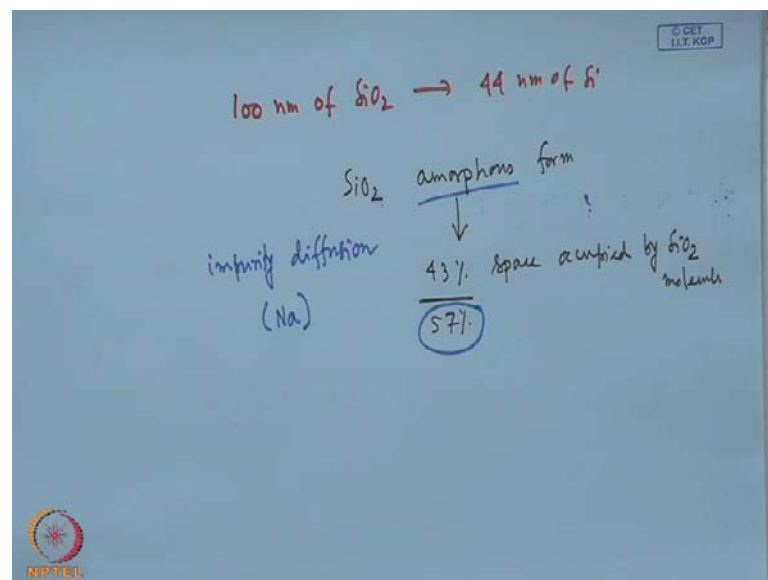 © CET
I.I.T. KGP
100 nm of SiO2 → 44 nm of Si
SiO2 amorphous form
impurity diffusion 43% space occupied by SiO2
molecule
(Na) 57%
NPTEL